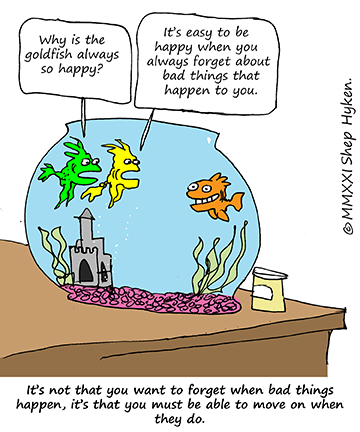 Why is the
goldfish always
so happy?
It's easy to be
happy when you
always forget about
bad things that
happen to you.
© MMXXI Shep Hyken.
It's not that you want to forget when bad things
happen, it's that you must be able to move on when
they do.